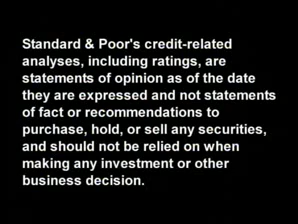 Standard & Poor's credit-related
analyses, including ratings, are
statements of opinion as of the date
they are expressed and not statements
of fact or recommendations to
purchase, hold, or sell any securities,
and should not be relied on when
making any investment or other
business decision.